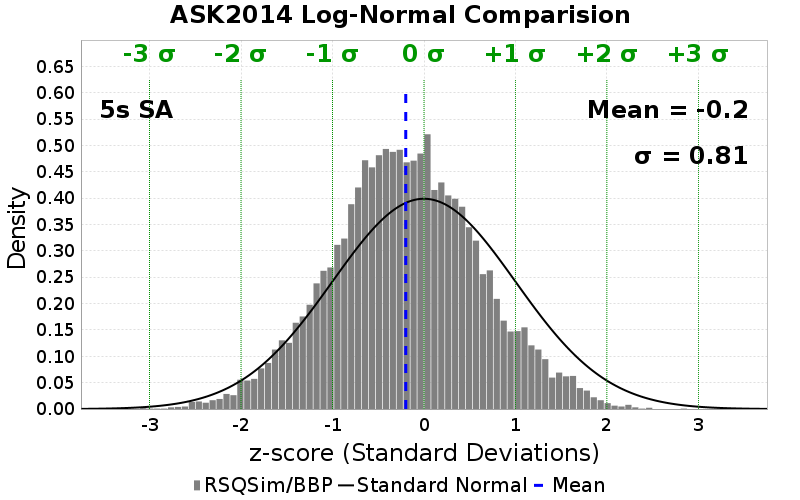 ASK2014 Log-Normal Comparision
-3 σ -2 σ -1 σ 0 σ +1 σ +2 σ +3 σ
5s SA
Mean = -0.2
σ = 0.81
0.65
0.60
0.55
0.50
0.45
0.40
0.35
0.30
0.25
0.20
0.15
0.10
0.05
0.00
Density
-3 -2 -1 0 1 2 3
z-score (Standard Deviations)
RSQSim/BBP Standard Normal Mean